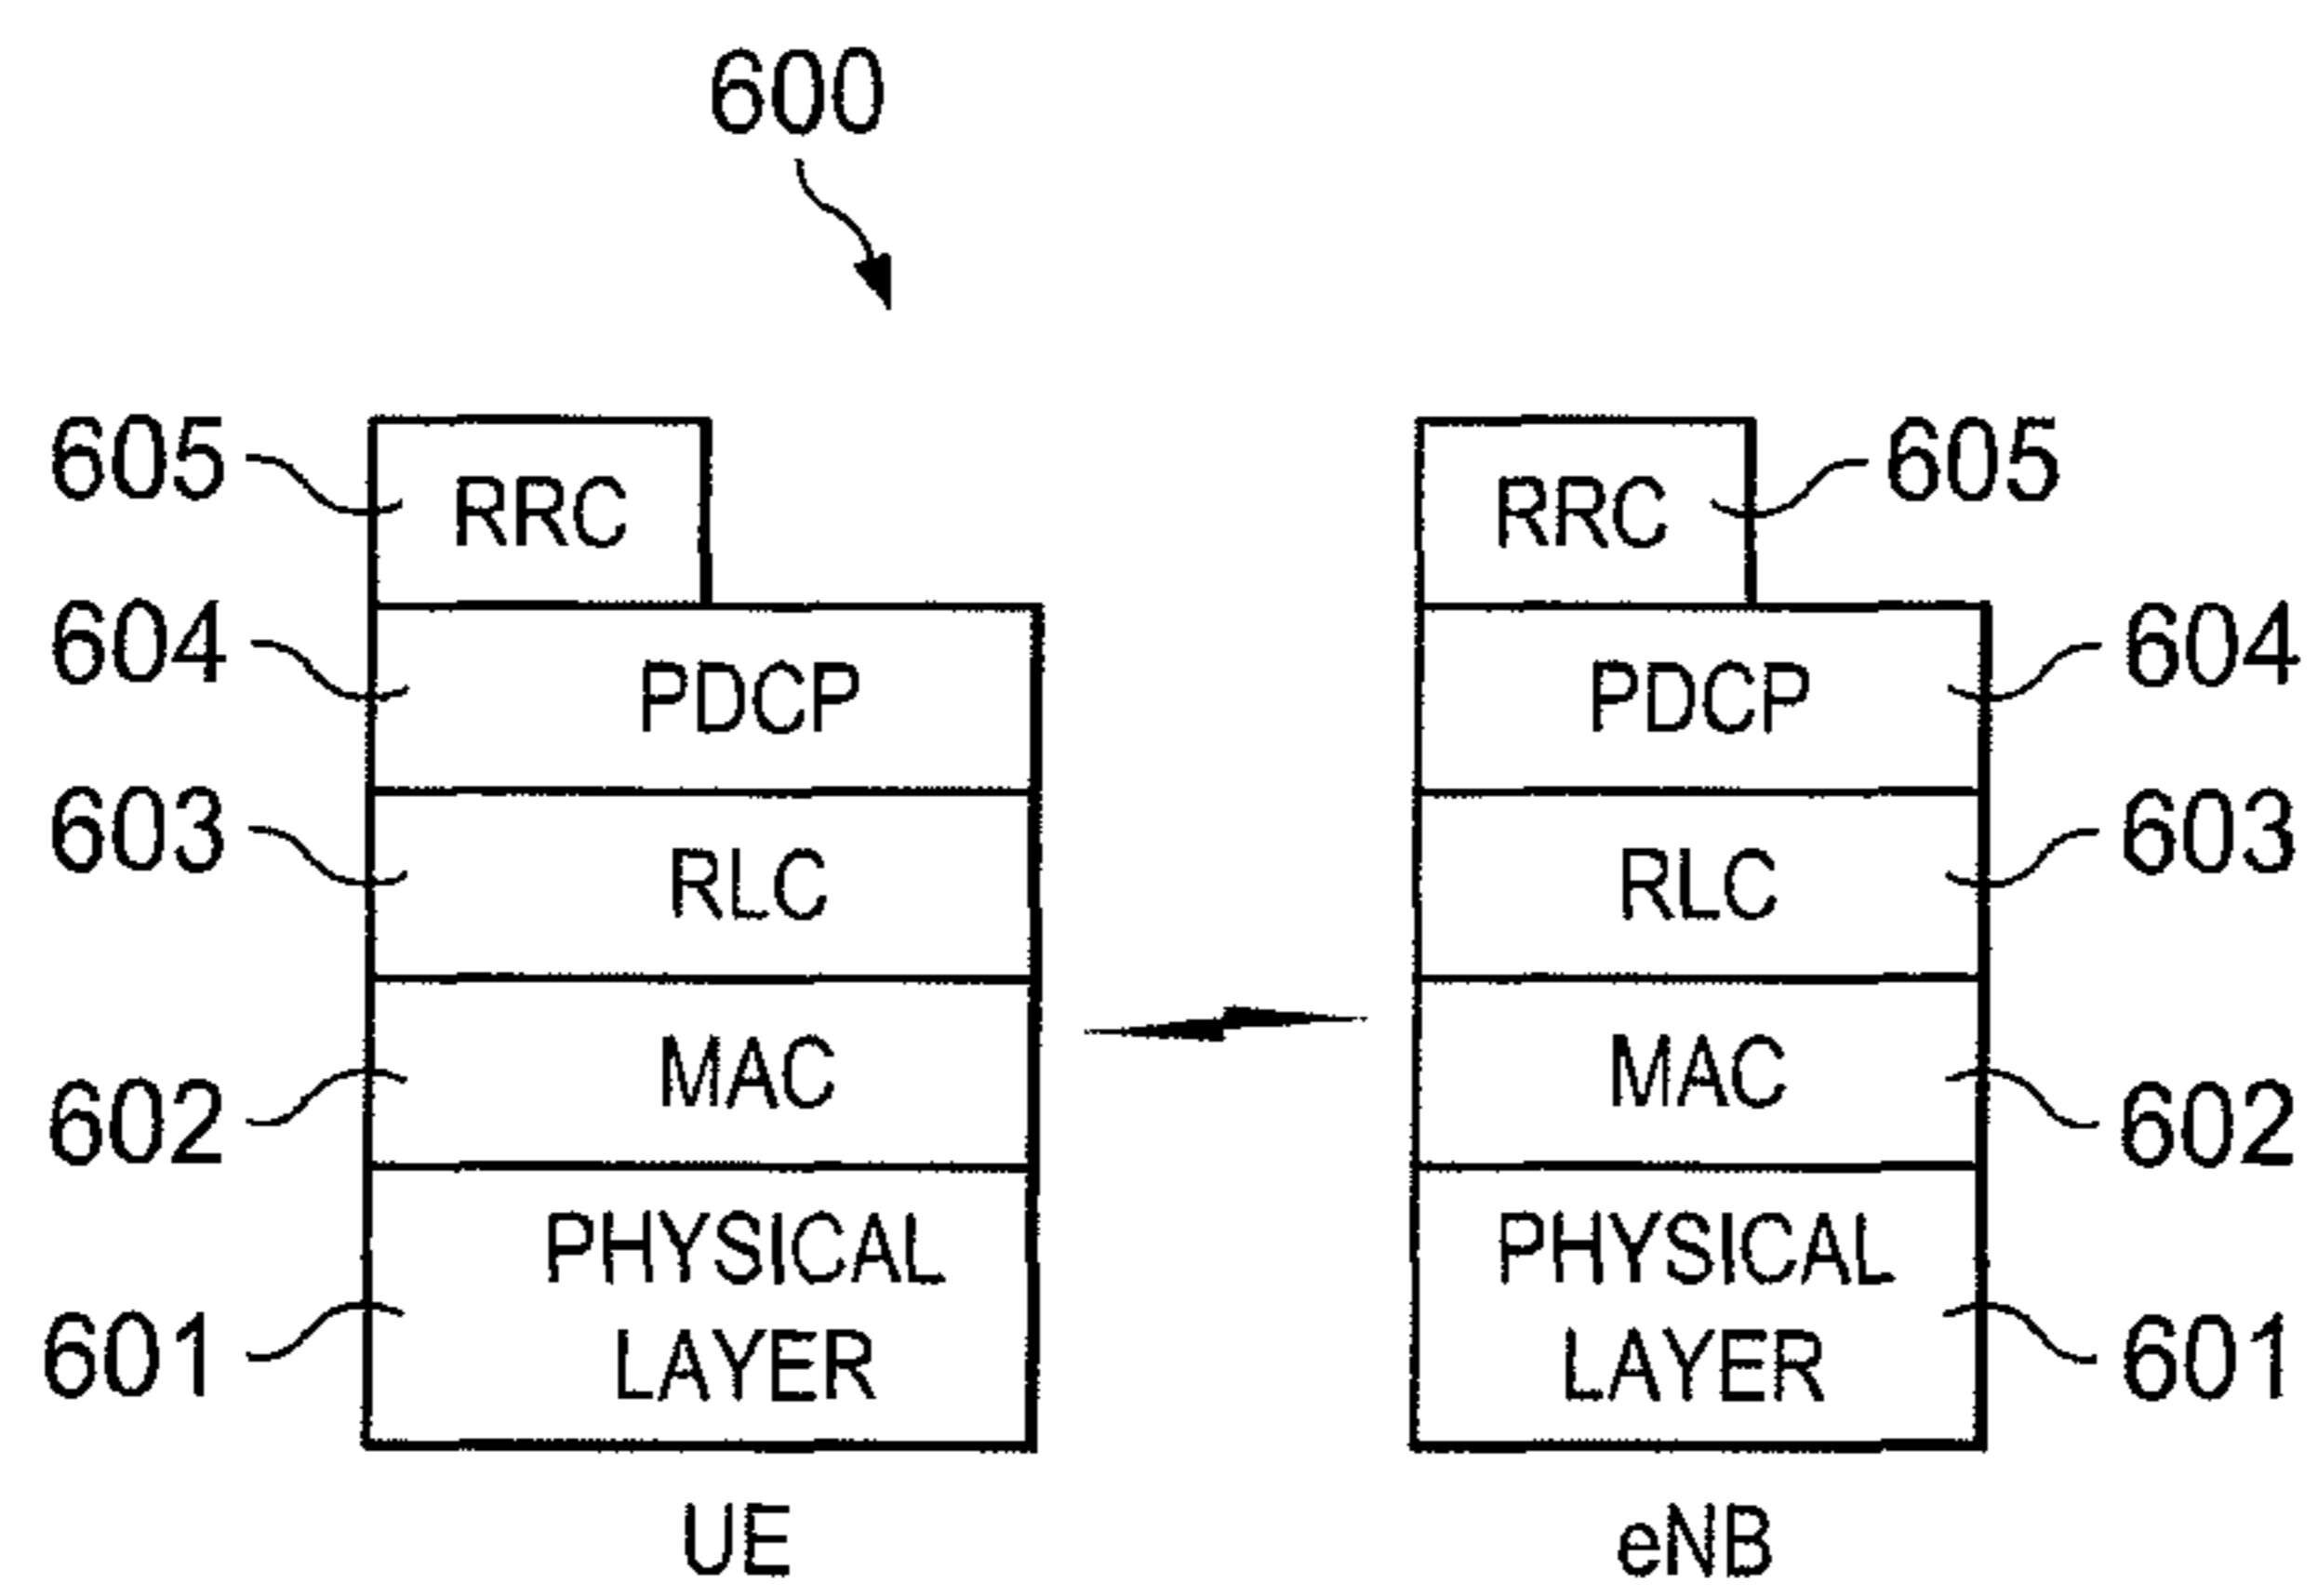 600
605 RRC RRC 605
604 PDCP PDCP 604
603 RLC RLC 603
602 MAC MAC 602
PHYSICAL PHYSICAL
601 LAYER LAYER 601
UE eNB